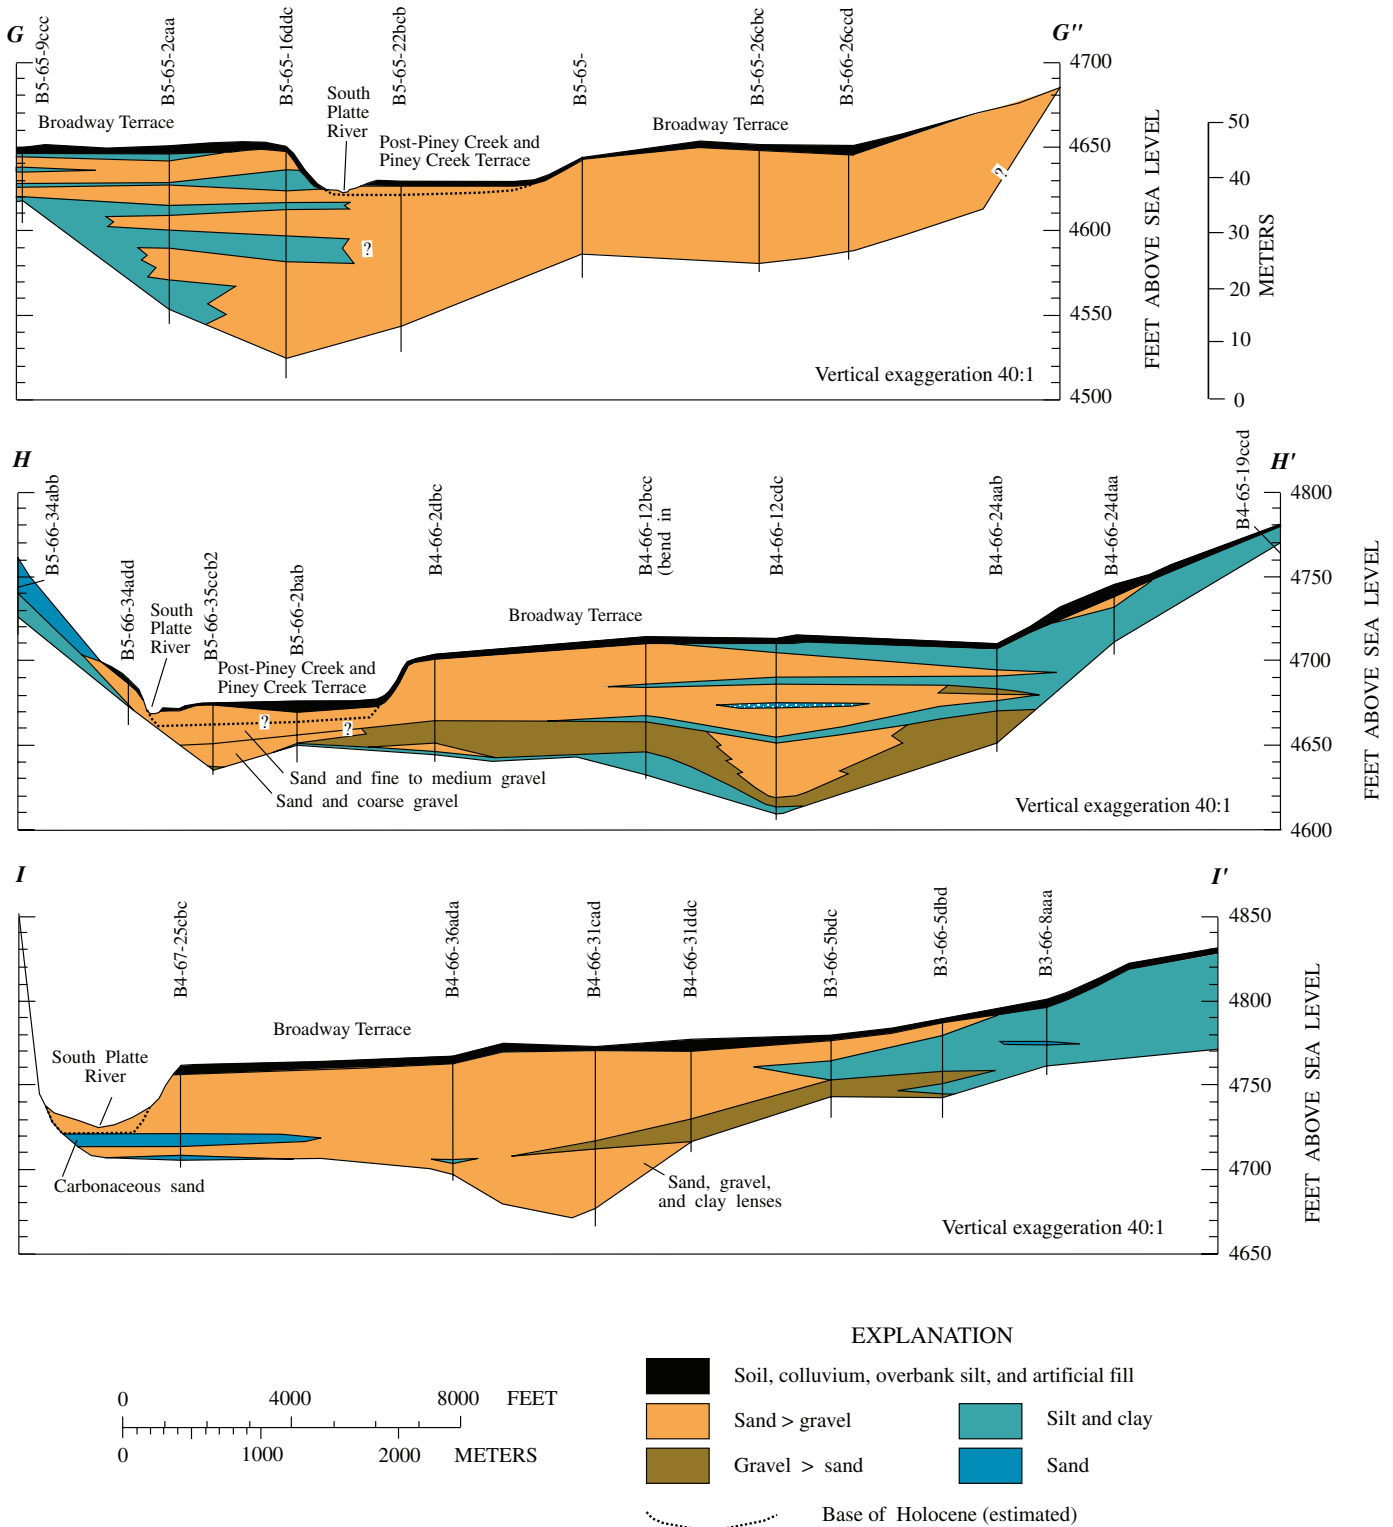 G
G"
B5-65-9ccc
B5-65-2caa
B5-65-16ddc
B5-65-22bcb
B5-65-
B5-65-26cbc
B5-66-26ccd
Broadway Terrace
South
Platte
River
Post-Piney Creek and
Piney Creek Terrace
Broadway Terrace
?
?
4700
4650
4600
4550
4500
FEET ABOVE SEA LEVEL
50
40
30
20
10
0
METERS
Vertical exaggeration 40:1
H
H'
B5-66-34abb
B5-66-34add
B5-66-35ccb2
B5-66-2bab
B4-66-2dbc
B4-66-12bcc
(bend in
B4-66-12cdc
B4-66-24aab
B4-66-24daa
B4-65-19ccd
South
Platte
River
Post-Piney Creek and
Piney Creek Terrace
Broadway Terrace
?
?
Sand and fine to medium gravel
Sand and coarse gravel
4800
4750
4700
4650
4600
FEET ABOVE SEA LEVEL
Vertical exaggeration 40:1
I
I'
B4-67-25cbc
B4-66-36ada
B4-66-31cad
B4-66-31ddc
B3-66-5bdc
B3-66-5dbd
B3-66-8aaa
Broadway Terrace
South Platte
River
Carbonaceous sand
Sand, gravel,
and clay lenses
4850
4800
4750
4700
4650
FEET ABOVE SEA LEVEL
Vertical exaggeration 40:1
EXPLANATION
Soil, colluvium, overbank silt, and artificial fill
Sand > gravel
Silt and clay
Gravel > sand
Sand
Base of Holocene (estimated)
0 4000 8000 FEET
0 1000 2000 METERS